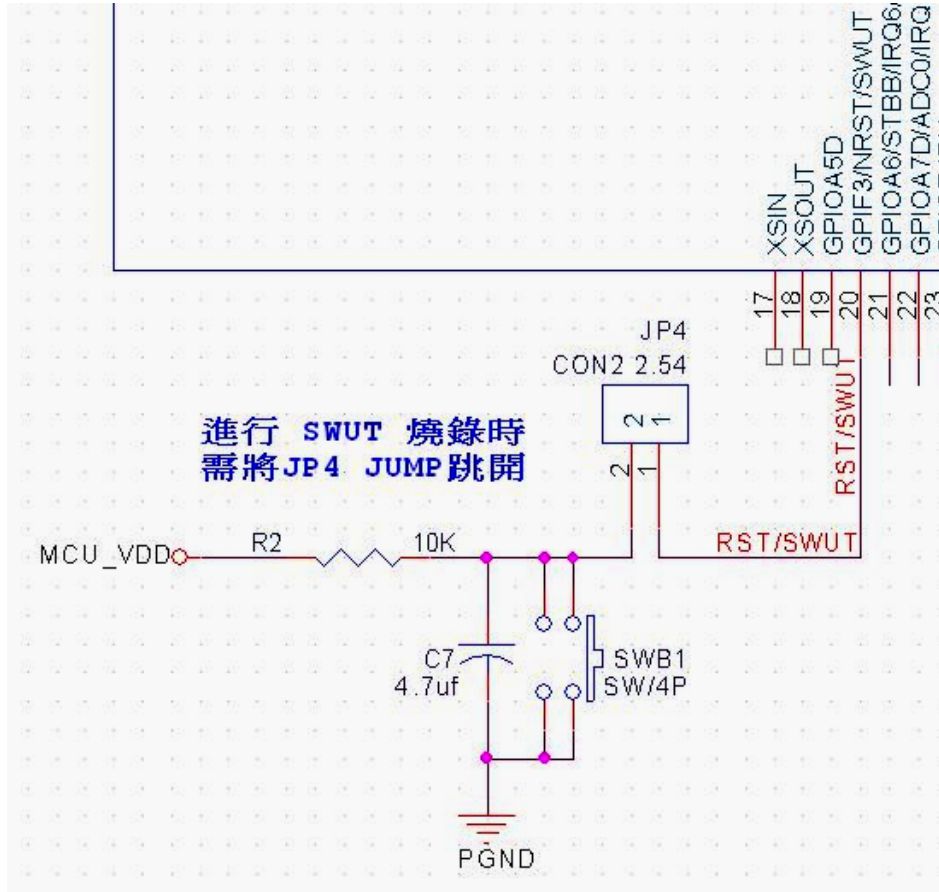 XSIN
XSOUT
GPIOA5D
GPIF3/NRST/SWUT
GPIOA6/STBB/IRQ6
GPIOA7D/ADC0/IRQ
17
18
19
20
21
22
23
JP4
CON2 2.54
2
1
2
1
RST/SWUT
進行 SWUT 燒錄時
需將JP4 JUMP跳開
MCU_VDD
R2
10K
RST/SWUT
C7
4.7uf
SWB1
SW/4P
PGND